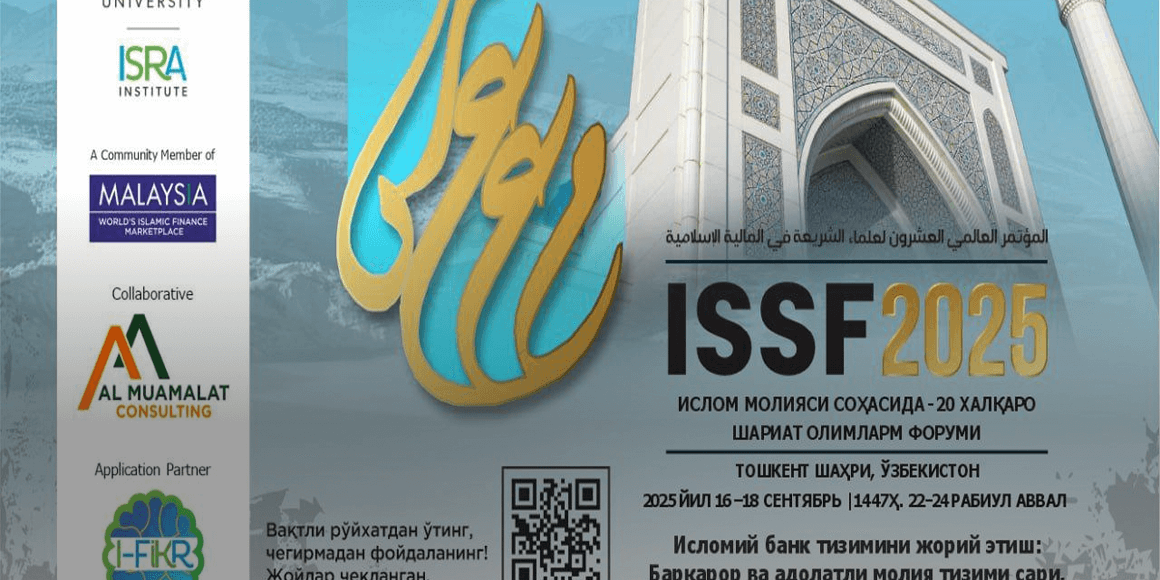 UNIVERSITY
ISRA
INSTITUTE
A Community Member of
MALAYSIA
WORLD'S ISLAMIC FINANCE
MARKETPLACE
Collaborative
AL MUAMALAT
CONSULTING
Application Partner
I-FiKR
المؤتمر العالمي العشرون لعلماء الشريعة في المالية الاسلامية
ISSF2025
ИСЛОМ МОЛИЯСИ СОҲАСИДА - 20 ХАЛҚАРО
ШАРИАТ ОЛИМЛАРМ ФОРУМИ
ТОШКЕНТ ШАҲРИ, ЎЗБЕКИСТОН
2025 ЙИЛ 16 –18 СЕНТЯБРЬ |1447Ҳ. 22–24 РАБИУЛ АВВАЛ
Вақтли рўйхатдан ўтинг,
чегирмадан фойдаланинг!
Жойлар чекланган.
Исломий банк тизимини жорий этиш:
Барқарор ва адолатли молия тизими сари.